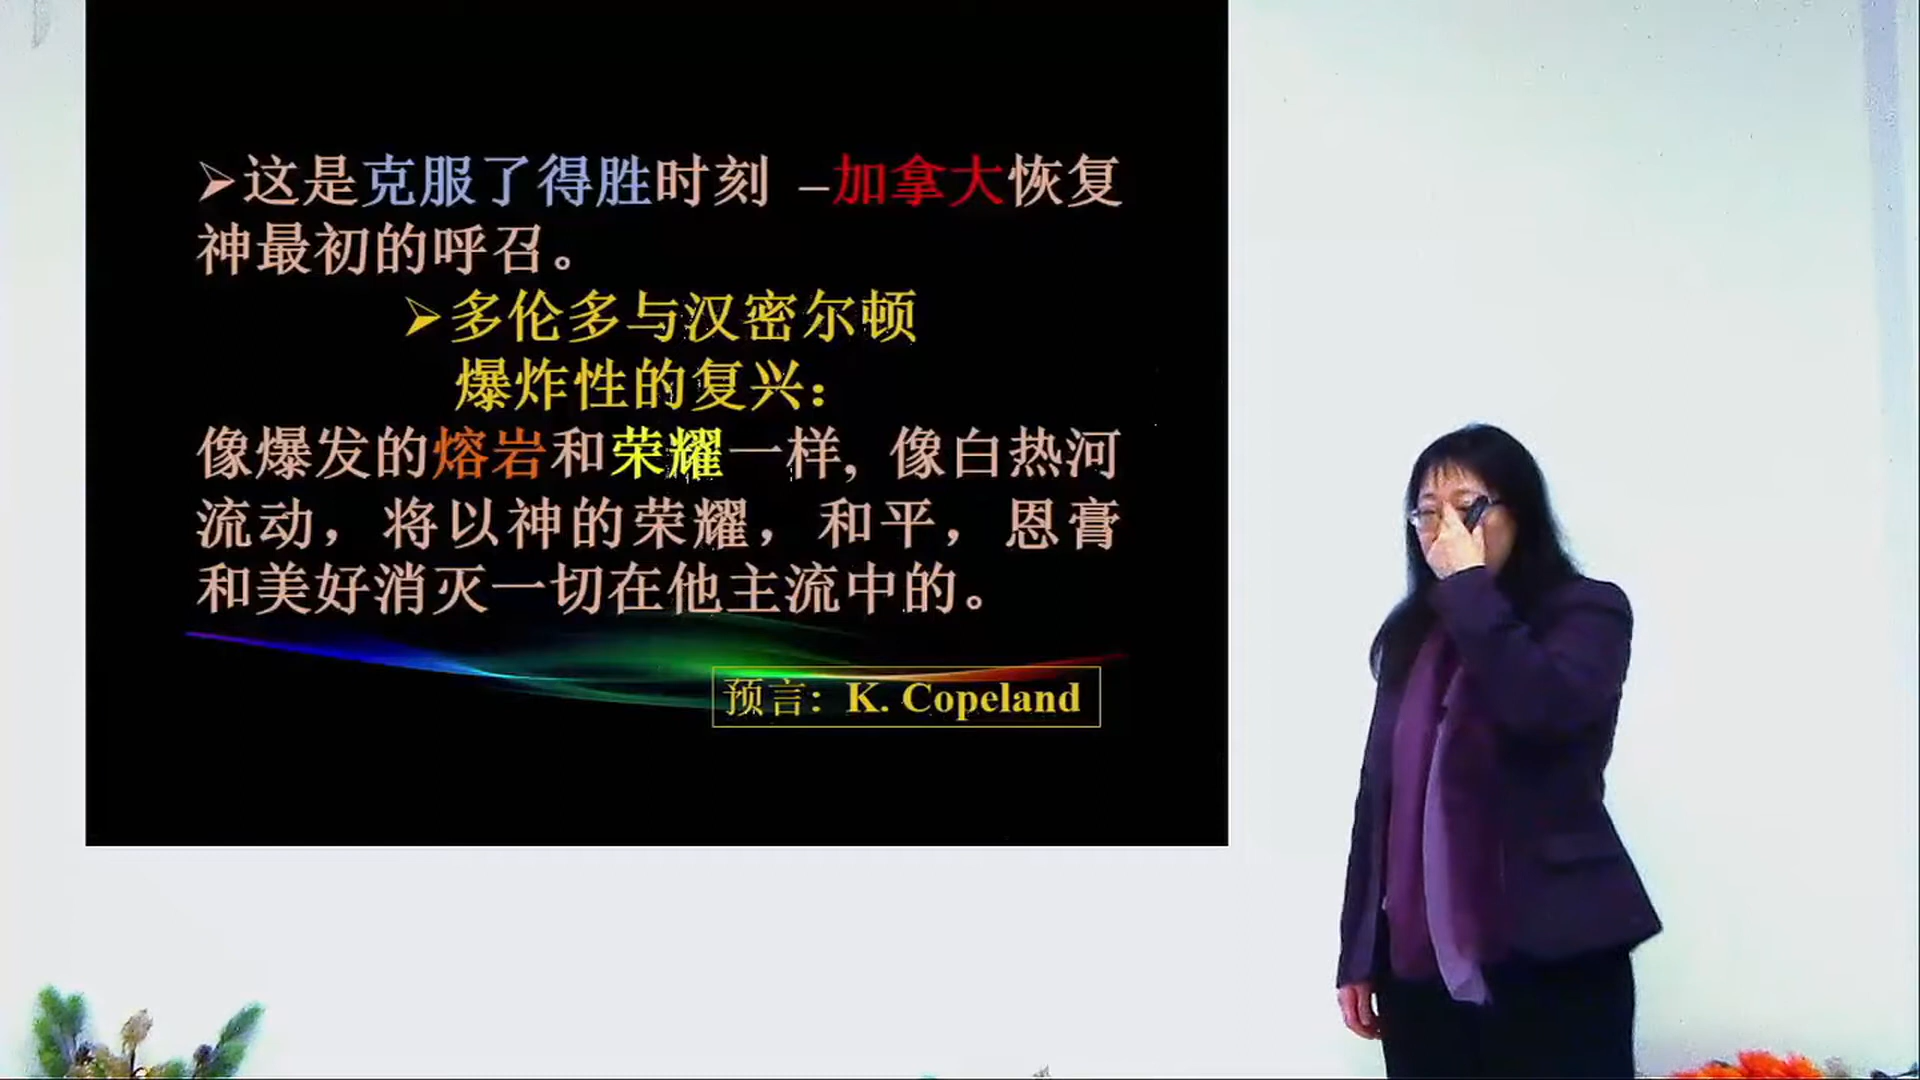 ➢这是克服了得胜时刻 –加拿大恢复
神最初的呼召。
➢多伦多与汉密尔顿
爆炸性的复兴：
像爆发的熔岩和荣耀一样, 像白热河
流动，将以神的荣耀，和平，恩膏
和美好消灭一切在他主流中的。
预言: K. Copeland